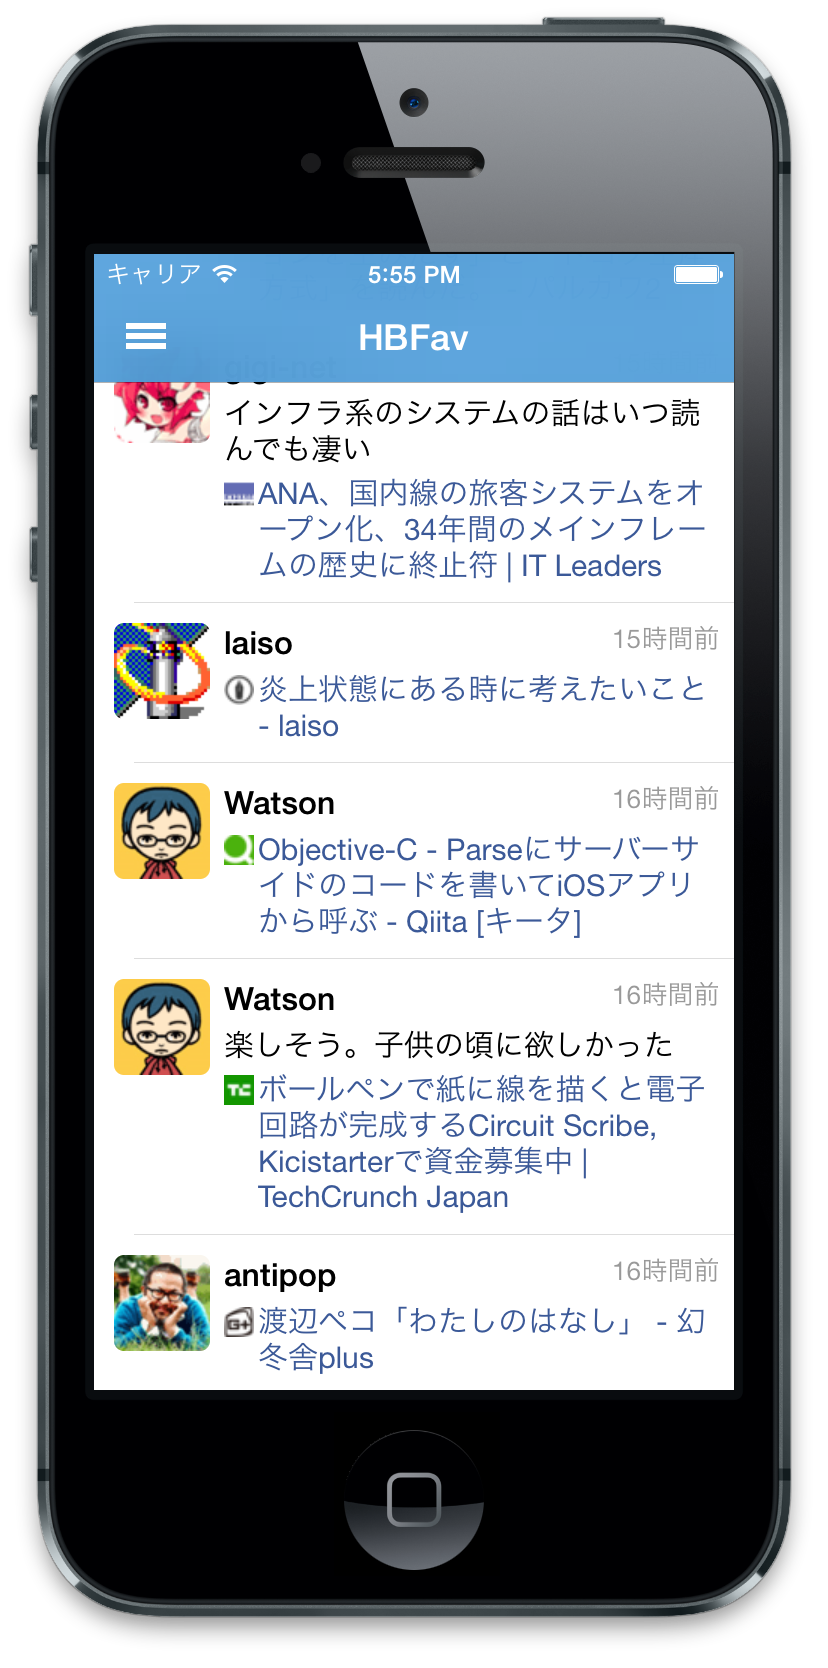 キャリア 5:55 PM
HBFav
gigi-net
インフラ系のシステムの話はいつ読
んでも凄い
ANA、国内線の旅客システムをオ
ープン化、34年間のメインフレー
ムの歴史に終止符 | IT Leaders
laiso 15時間前
炎上状態にある時に考えたいこと
- laiso
Watson 16時間前
Objective-C - Parseにサーバーサ
イドのコードを書いてiOSアプリ
から呼ぶ - Qiita [キータ]
Watson 16時間前
楽しそう。子供の頃に欲しかった
TC
ボールペンで紙に線を描くと電子
回路が完成するCircuit Scribe,
Kicistarterで資金募集中 |
TechCrunch Japan
antipop 16時間前
G+
渡辺ペコ「わたしのはなし」 - 幻
冬舎plus